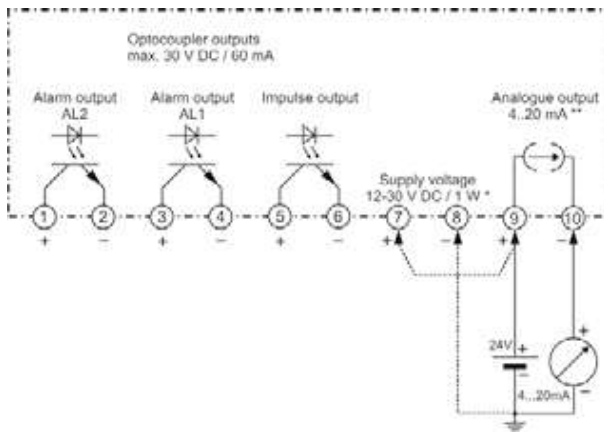 Optocoupler outputs
max. 30 V DC / 60 mA
Alarm output
AL2
Alarm output
AL1
Impulse output
Analogue output
4..20 mA **
Supply voltage
12-30 V DC / 1 W *
1 2 3 4 5 6 7 8 9 10
+ − + − + − + − + −
24V + +
− −
4...20mA